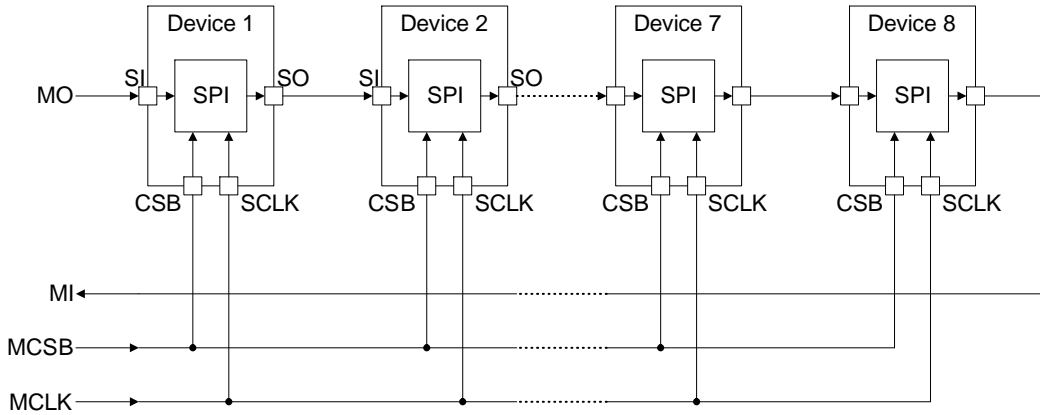 Device 1 Device 2 Device 7 Device 8
SI SO SI SO
MO SPI SPI SPI SPI
CSB SCLK CSB SCLK CSB SCLK CSB SCLK
MI
MCSB
MCLK